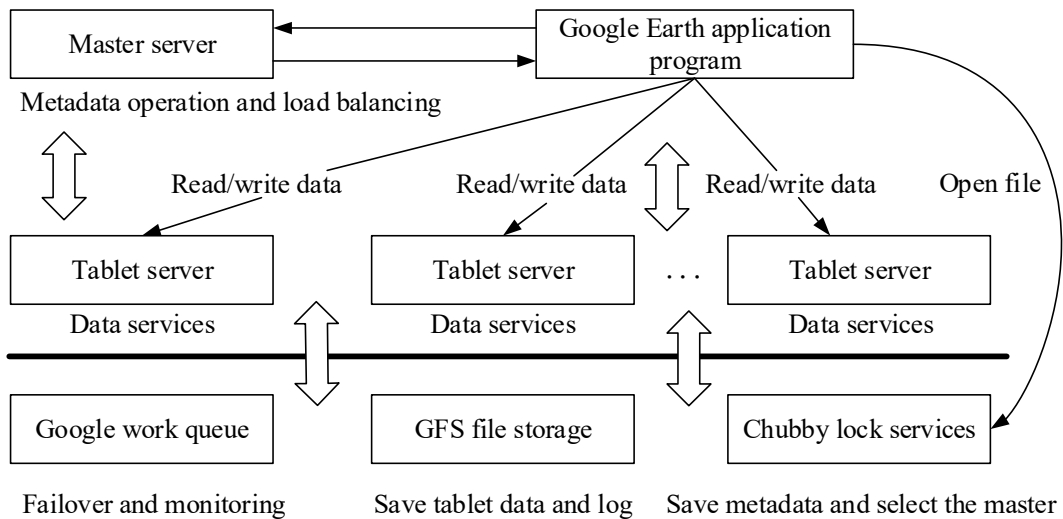 Master server
Google Earth application
program
Metadata operation and load balancing
Read/write data
Read/write data
Read/write data
Open file
Tablet server
Tablet server
...
Tablet server
Data services
Data services
Data services
Google work queue
GFS file storage
Chubby lock services
Failover and monitoring
Save tablet data and log
Save metadata and select the master